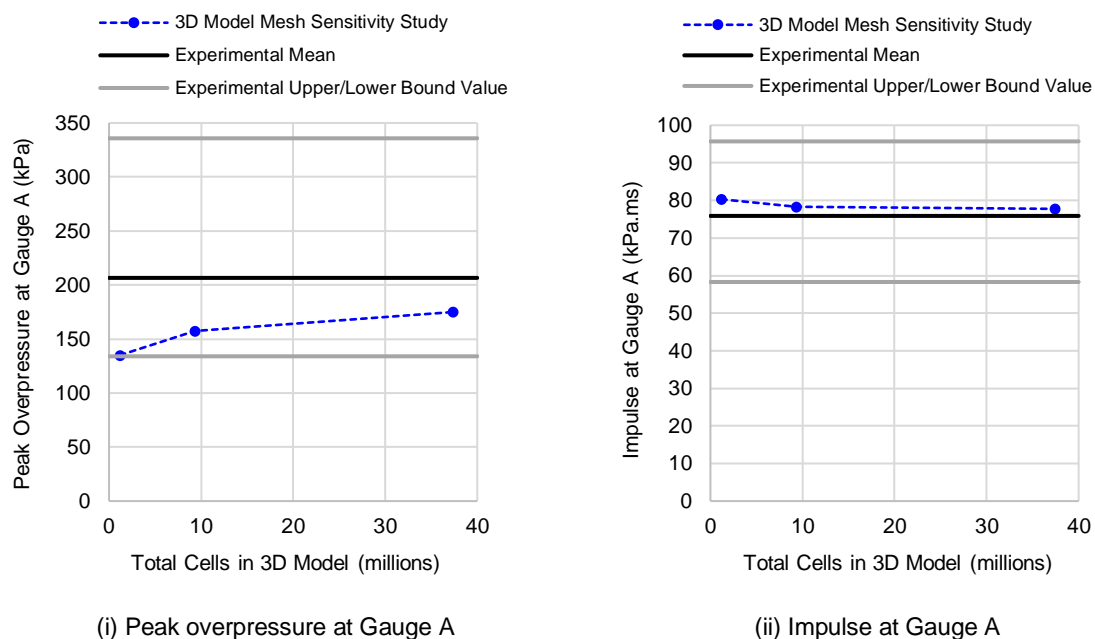 3D Model Mesh Sensitivity Study
Experimental Mean
Experimental Upper/Lower Bound Value
Peak Overpressure at Gauge A (kPa)
350
300
250
200
150
100
50
0
0 10 20 30 40
Total Cells in 3D Model (millions)
(i) Peak overpressure at Gauge A
3D Model Mesh Sensitivity Study
Experimental Mean
Experimental Upper/Lower Bound Value
Impulse at Gauge A (kPa.ms)
100
90
80
70
60
50
40
30
20
10
0
0 10 20 30 40
Total Cells in 3D Model (millions)
(ii) Impulse at Gauge A